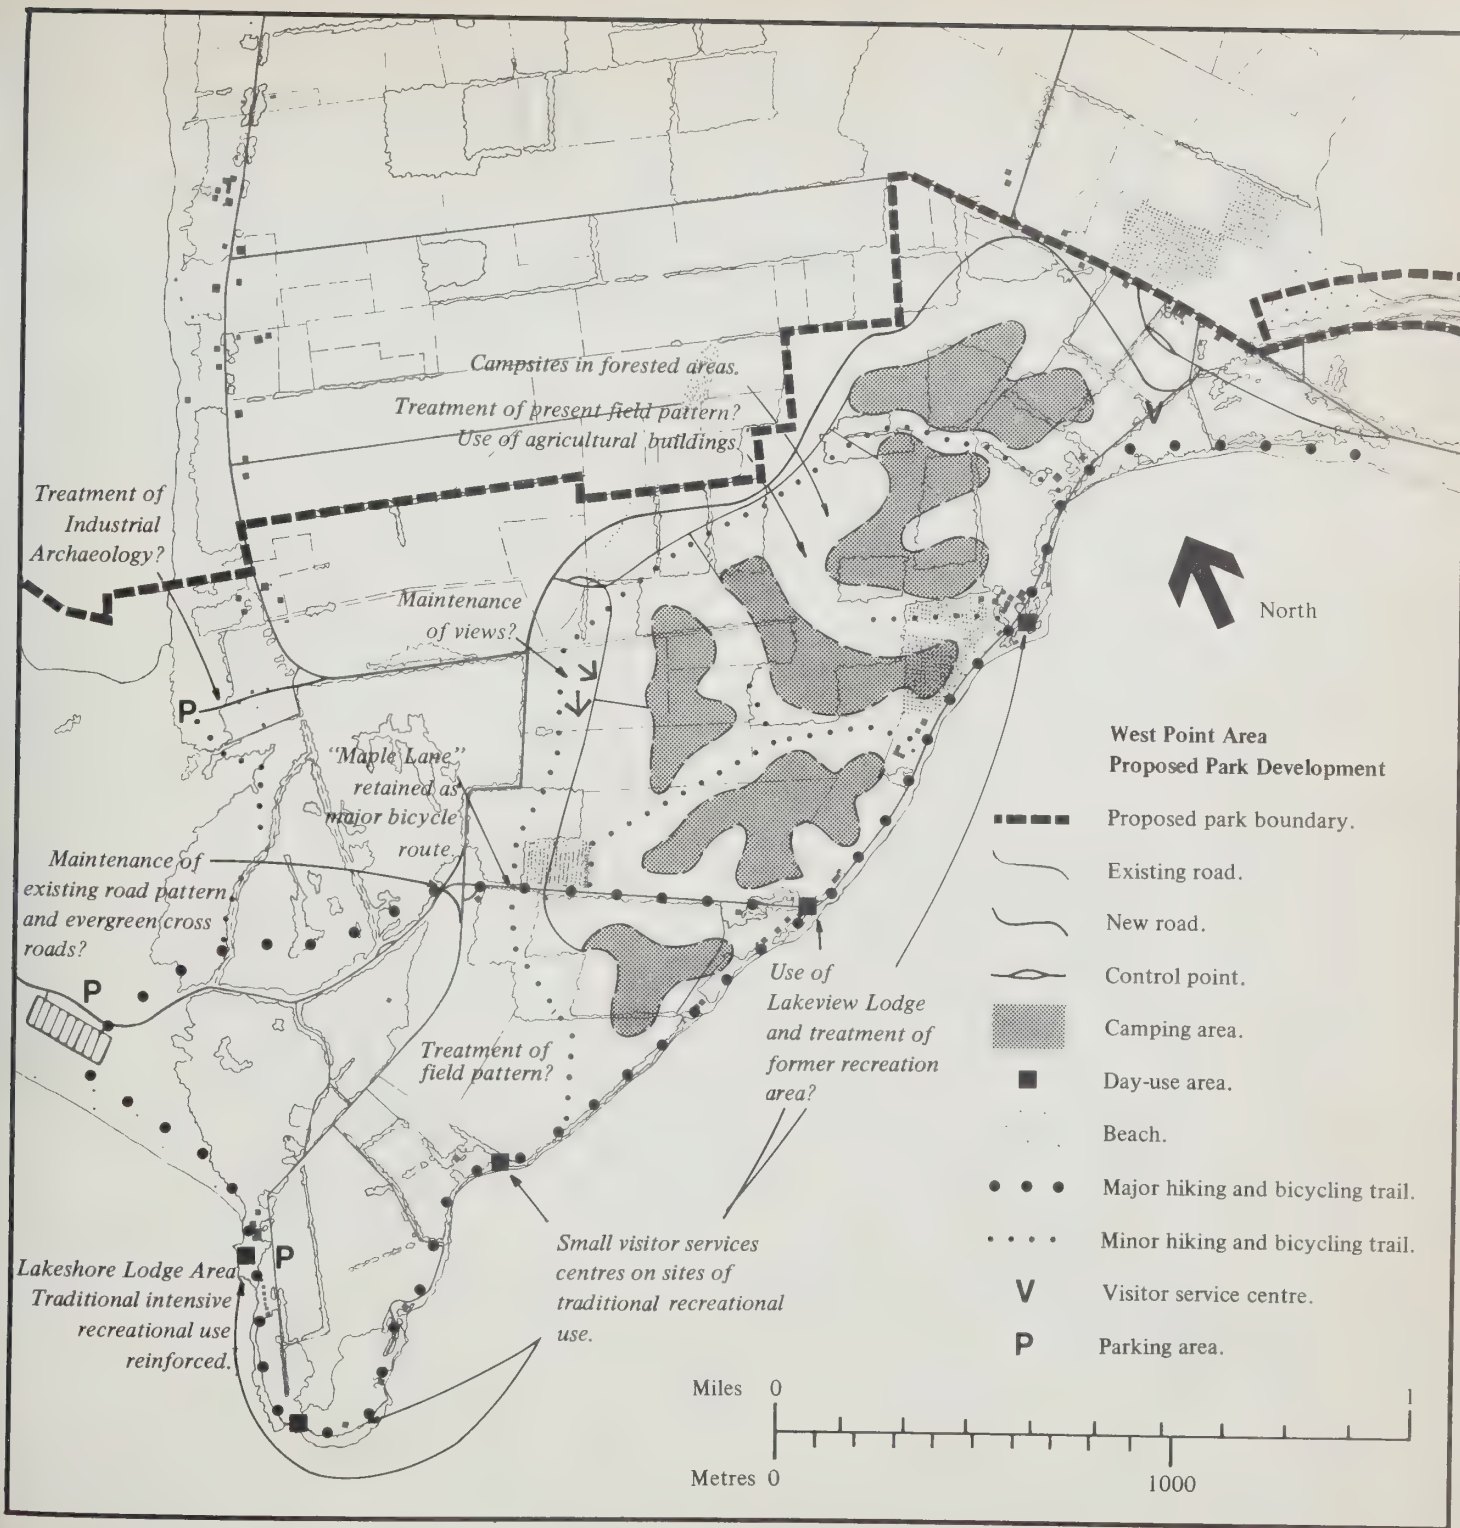 Campsites in forested areas.
Treatment of present field pattern?
Use of agricultural buildings
Treatment of
Industrial
Archaeology?
Maintenance
of views?
North
P
"Maple Lane"
retained as
major bicycle
route.
V
Maintenance of
existing road pattern
and evergreen cross
roads?
P
Treatment of
field pattern?
Use of
Lakeview Lodge
and treatment of
former recreation
area?
Small visitor services
centres on sites of
traditional recreational
use.
P
Lakeshore Lodge Area
Traditional intensive
recreational use
reinforced.
West Point Area
Proposed Park Development
Proposed park boundary.
Existing road.
New road.
Control point.
Camping area.
Day-use area.
Beach.
Major hiking and bicycling trail.
Minor hiking and bicycling trail.
V Visitor service centre.
P Parking area.
Miles 0 1
Metres 0 1000